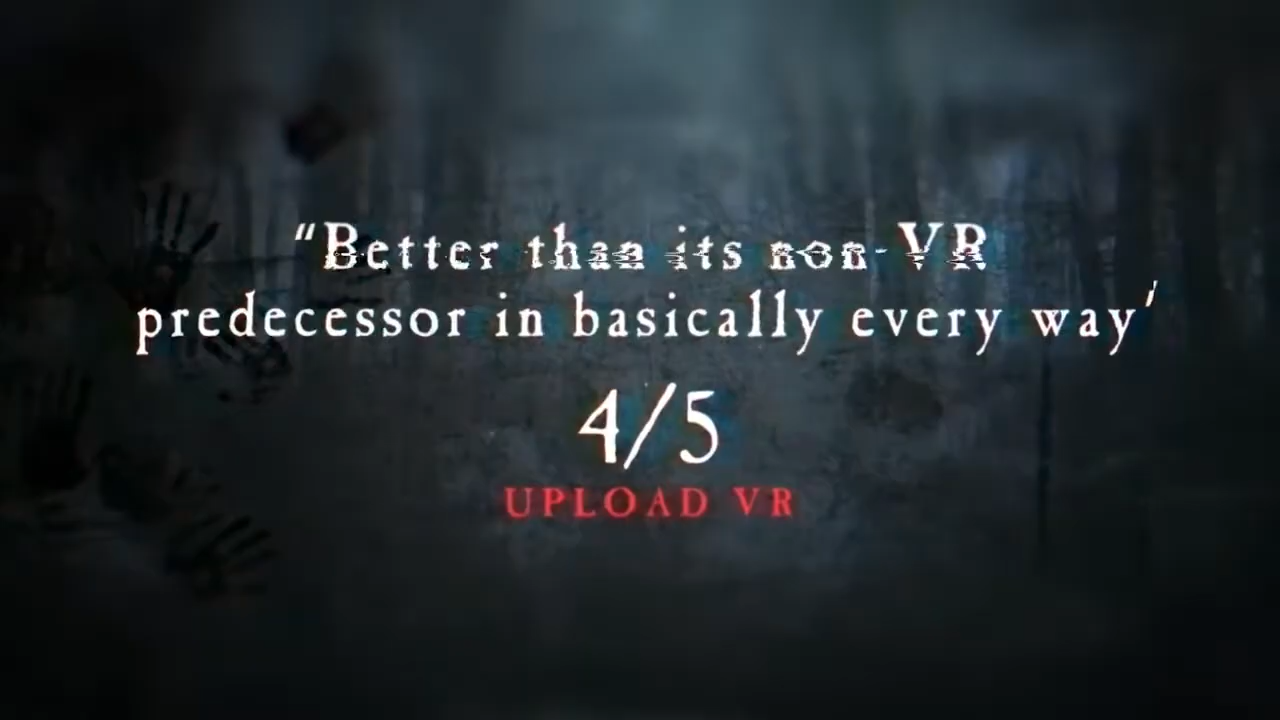 “Better than its non-VR
predecessor in basically every way’
4/5
UPLOAD VR